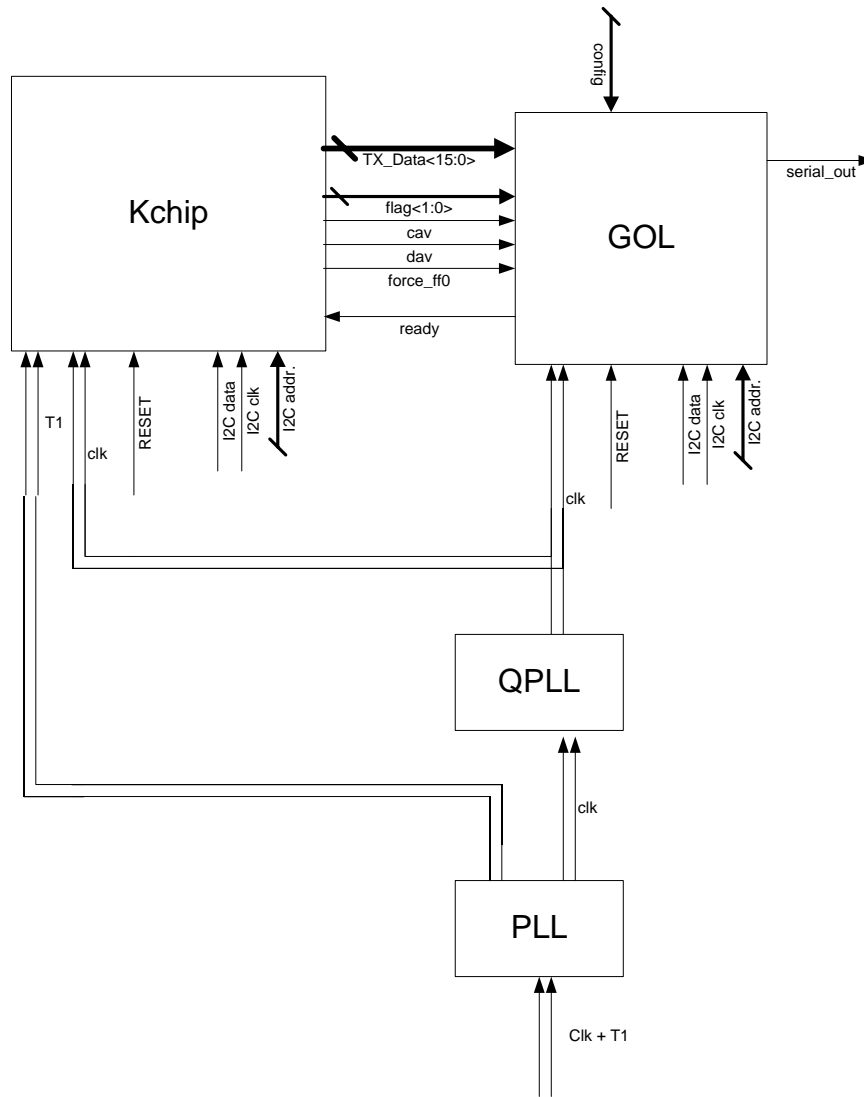 config
TX_Data<15:0>
serial_out
Kchip
flag<1:0>
GOL
cav
dav
force_ff0
ready
T1
clk
RESET
I2C data
I2C clk
I2C addr.
clk
RESET
I2C data
I2C clk
I2C addr.
QPLL
clk
PLL
Clk + T1